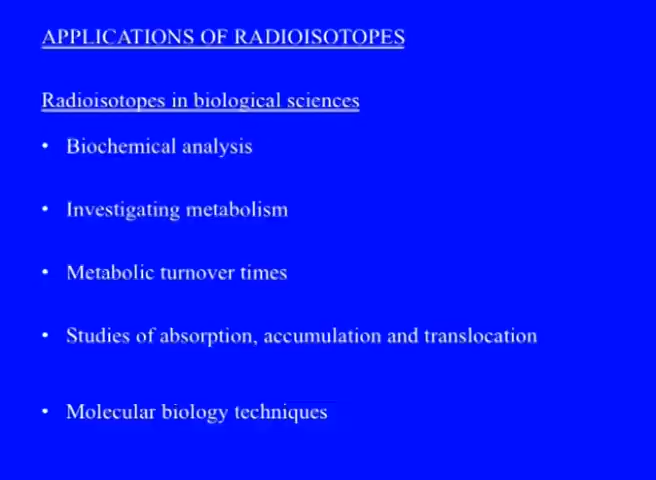 APPLICATIONS OF RADIOISOTOPES
Radioisotopes in biological sciences
• Biochemical analysis
• Investigating metabolism
• Metabolic turnover times
• Studies of absorption, accumulation and translocation
• Molecular biology techniques